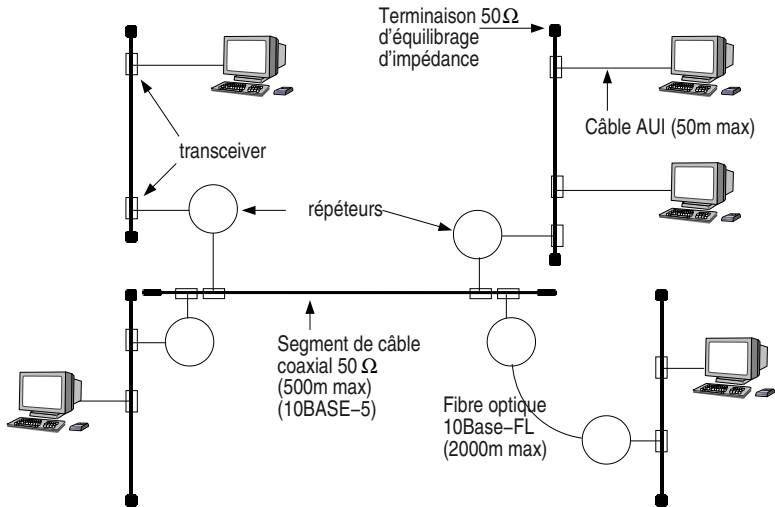 Terminaison 50Ω
d'équilibrage
d'impédance
Câble AUI (50m max)
transceiver
répéteurs
Segment de câble
coaxial 50 Ω
(500m max)
(10BASE–5)
Fibre optique
10Base–FL
(2000m max)